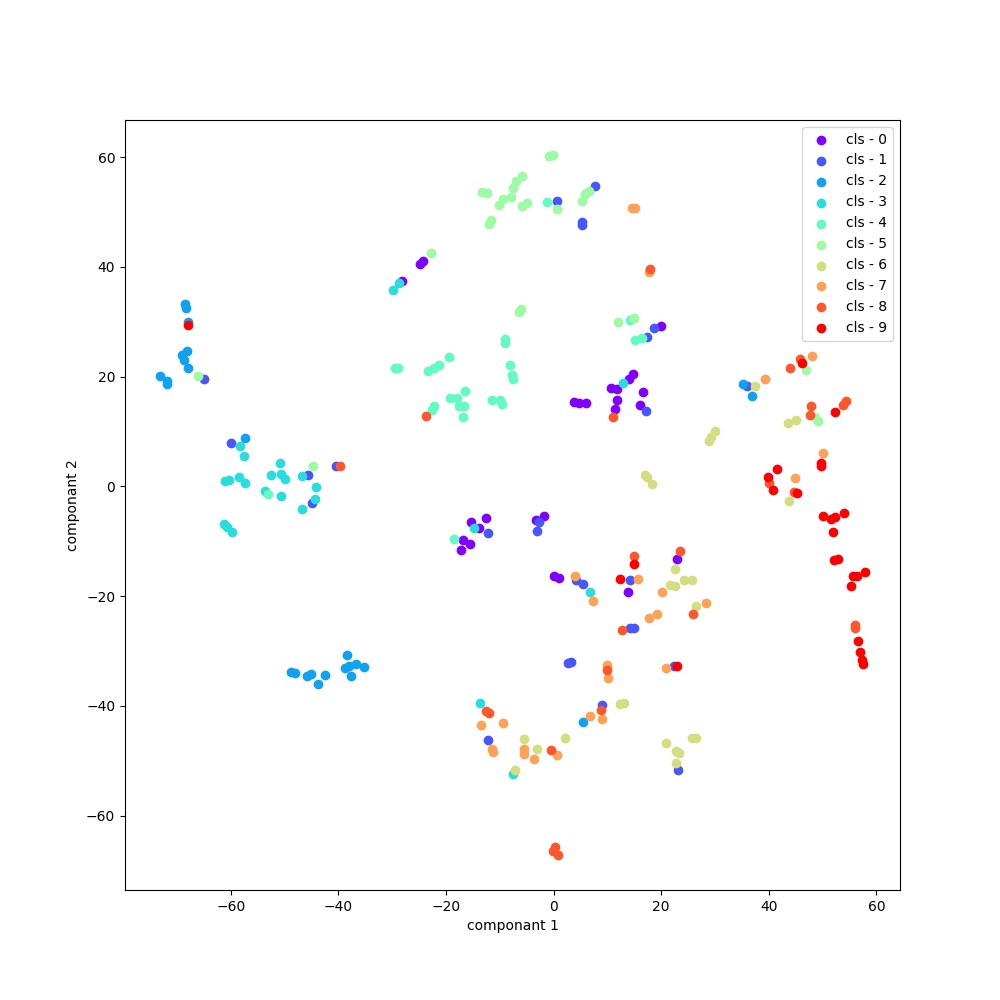 cls - 0
cls - 1
cls - 2
cls - 3
cls - 4
cls - 5
cls - 6
cls - 7
cls - 8
cls - 9
60
40
20
0
−20
−40
−60
componant 2
−60 −40 −20 0 20 40 60
componant 1